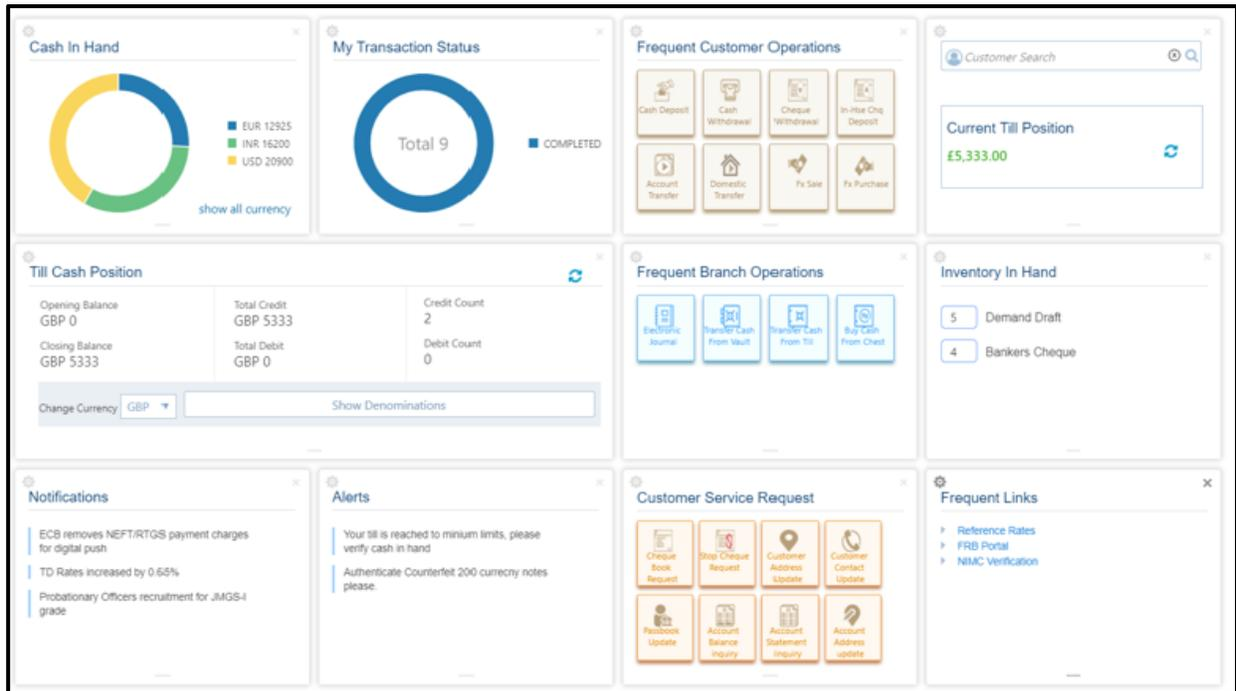 Cash In Hand
EUR 12925
INR 16200
USD 20900
show all currency
My Transaction Status
Total 9
COMPLETED
Frequent Customer Operations
Cash Deposit
Cash
Withdrawal
Cheque
Withdrawal
In-Hse Chq
Deposit
Account
Transfer
Domestic
Transfer
Fx Sale
Fx Purchase
Customer Search
Current Till Position
£5,333.00
Till Cash Position
Opening Balance
GBP 0
Closing Balance
GBP 5333
Total Credit
GBP 5333
Total Debit
GBP 0
Credit Count
2
Debit Count
0
Change Currency GBP
Show Denominations
Frequent Branch Operations
Electronic
Journal
Transfer Cash
From Vault
Transfer Cash
From Till
Buy Cash
From Chest
Inventory In Hand
5 Demand Draft
4 Bankers Cheque
Notifications
ECB removes NEFT/RTGS payment charges
for digital push
TD Rates increased by 0.65%
Probationary Officers recruitment for JMGS-I
grade
Alerts
Your till is reached to minium limits, please
verify cash in hand
Authenticate Counterfeit 200 currecny notes
please.
Customer Service Request
Cheque
Book
Request
Stop Cheque
Request
Customer
Address
Update
Customer
Contact
Update
Passbook
Update
Account
Balance
inquiry
Account
Statement
Inquiry
Account
Address
update
Frequent Links
Reference Rates
FRB Portal
NIMC Verification